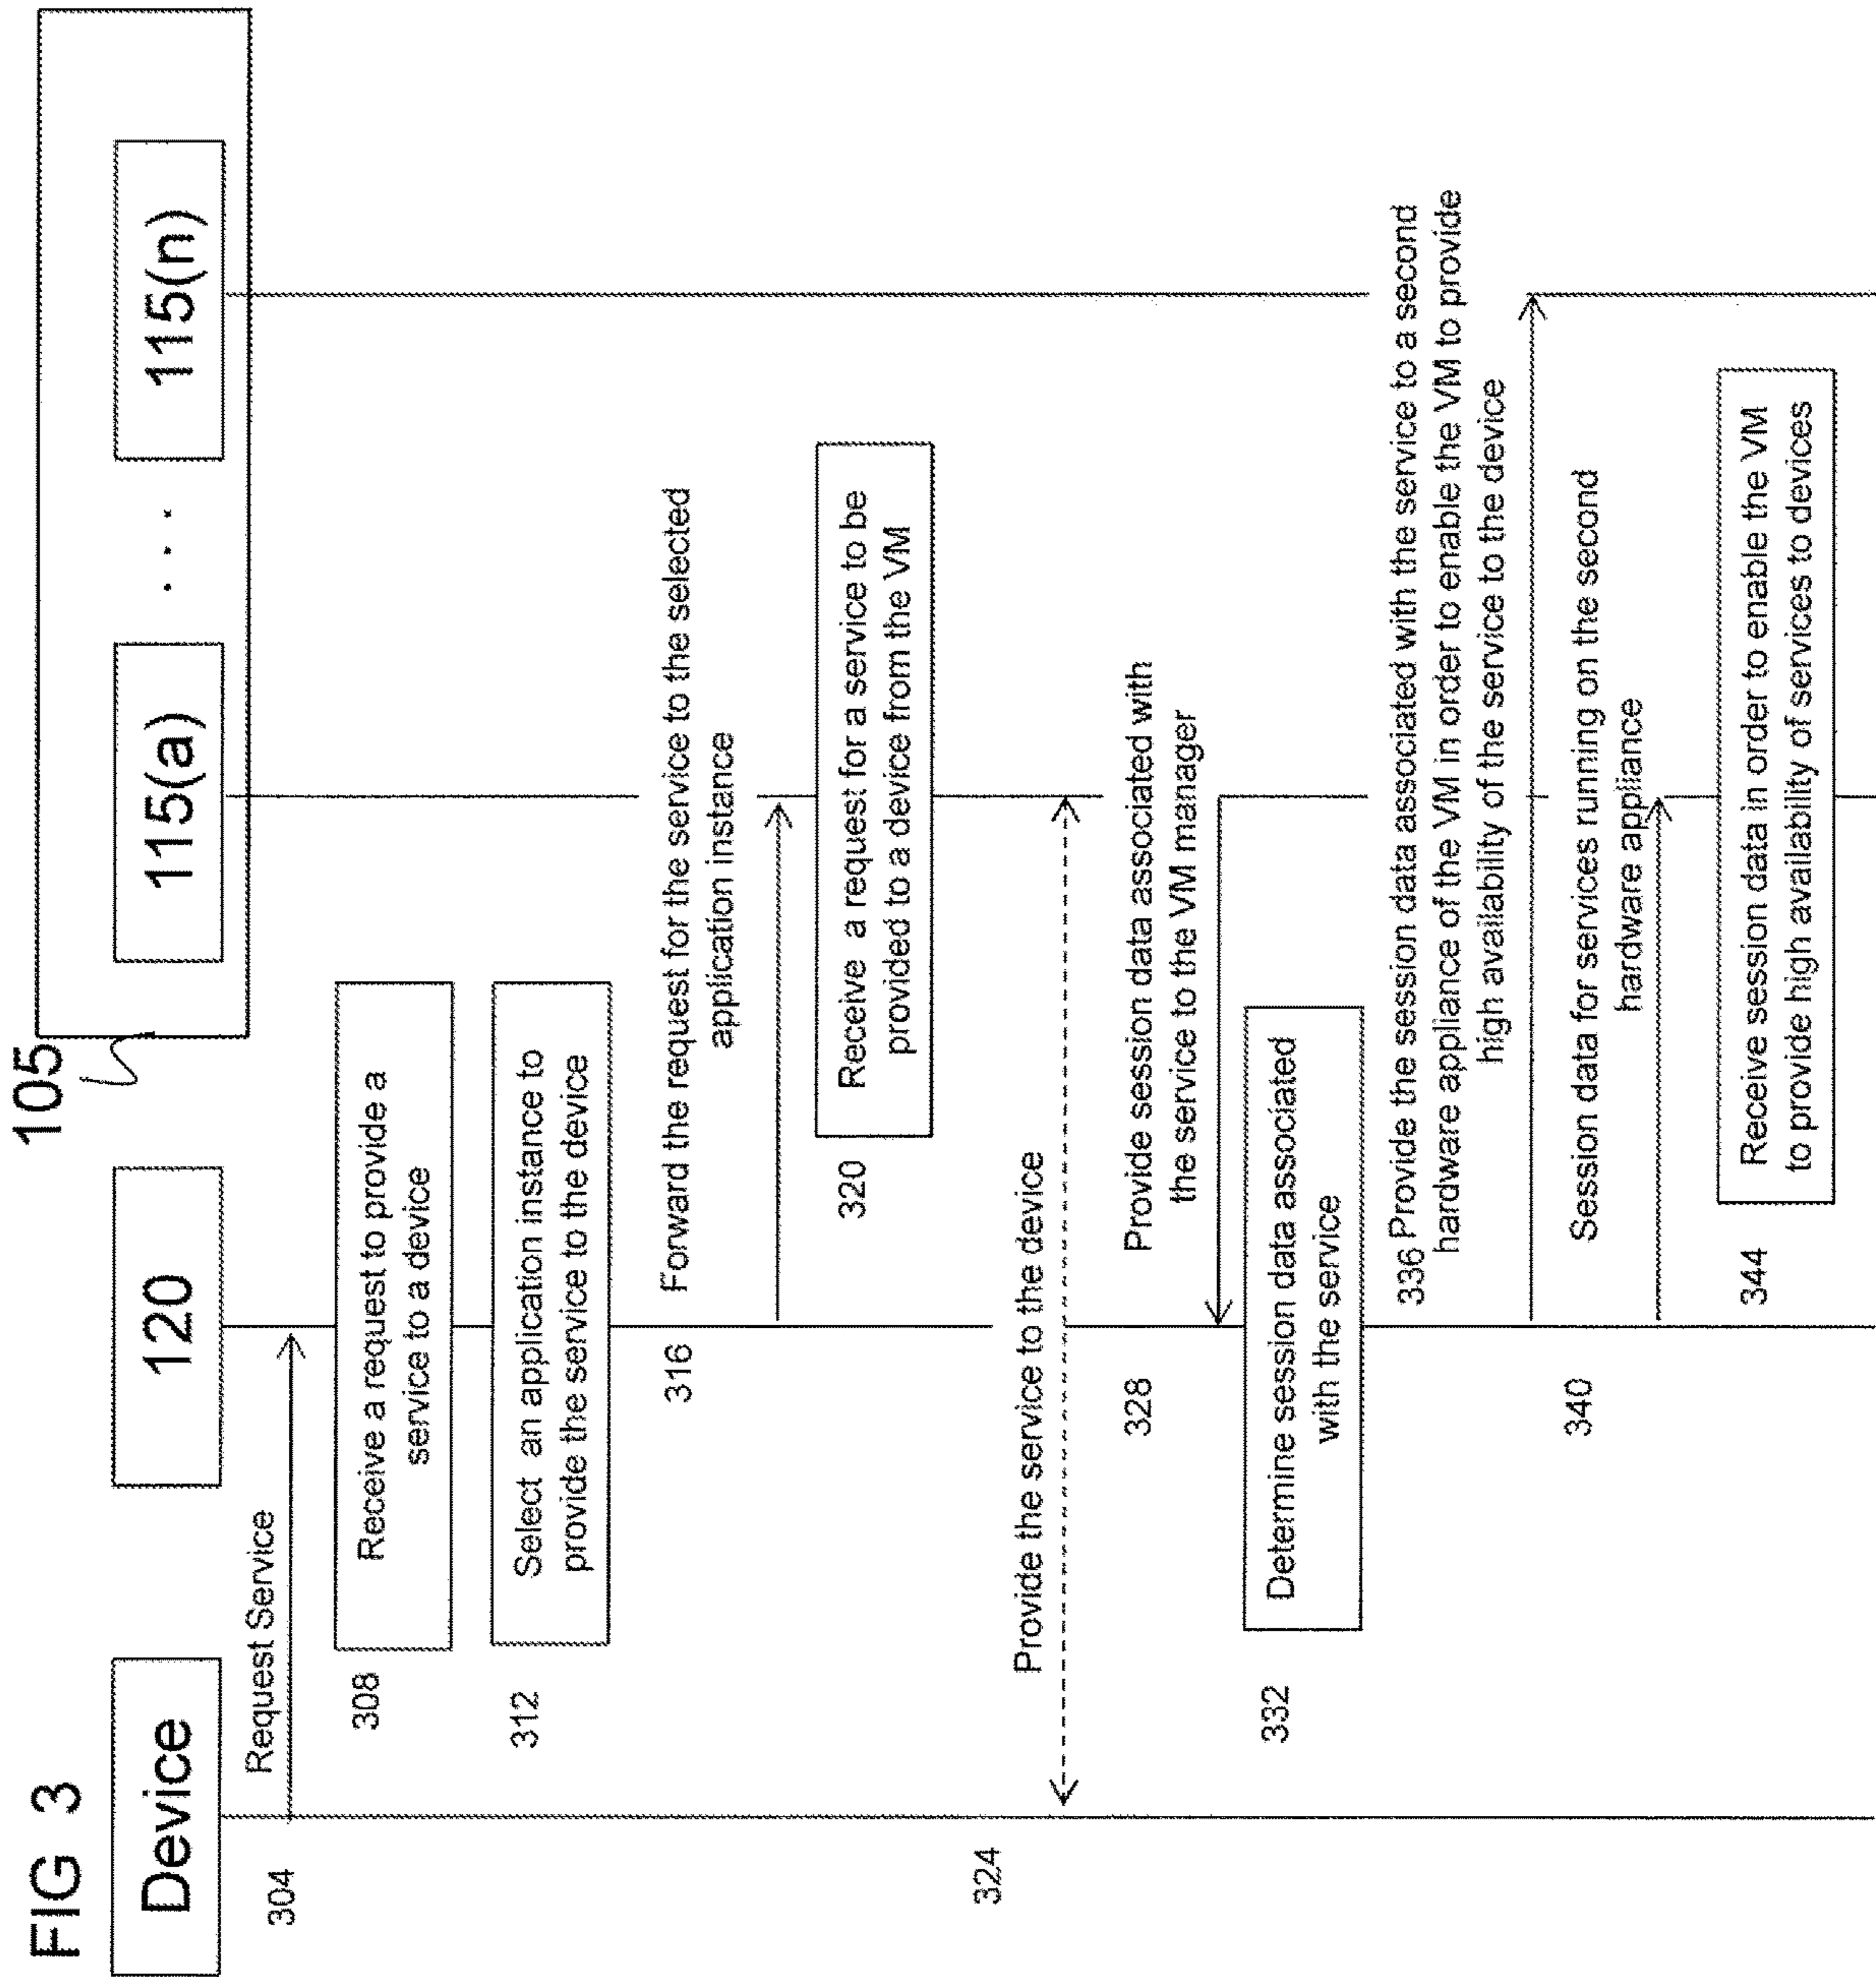 FIG 3
105
Device
120
115(a)
. . .
115(n)
304
Request Service
308
Receive a request to provide a
service to a device
312
Select an application instance to
provide the service to the device
316
Forward the request for the service to the selected
application instance
320
Receive a request for a service to be
provided to a device from the VM
324
Provide the service to the device
328
Provide session data associated with
the service to the VM manager
332
Determine session data associated
with the service
336 Provide the session data associated with the service to a second
hardware appliance of the VM in order to enable the VM to provide
high availability of the service to the device
340
Session data for services running on the second
hardware appliance
344
Receive session data in order to enable the VM
to provide high availability of services to devices